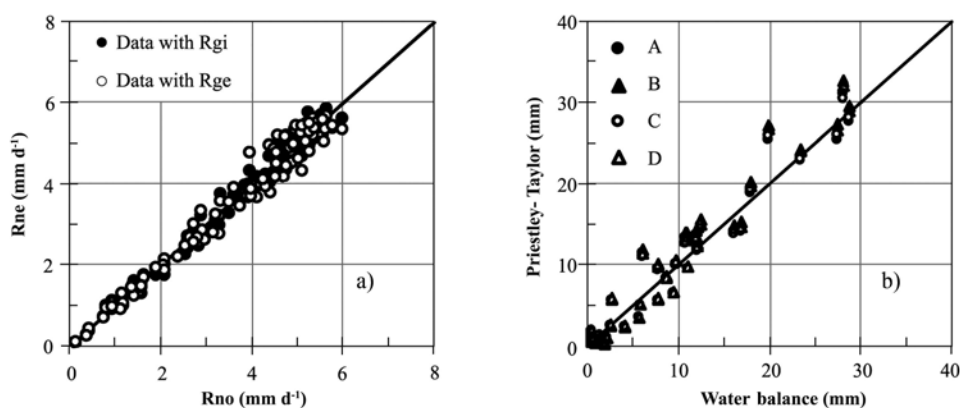 8
6
4
2
0
Rne (mm d⁻¹)
Data with Rgi
Data with Rge
a)
0 2 4 6 8
Rno (mm d⁻¹)
40
30
20
10
0
Priestley- Taylor (mm)
A
B
C
D
b)
0 10 20 30 40
Water balance (mm)